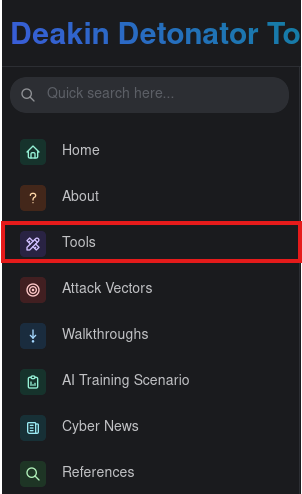 Deakin Detonator To
Quick search here...
Home
? About
Tools
Attack Vectors
Walkthroughs
AI Training Scenario
Cyber News
References